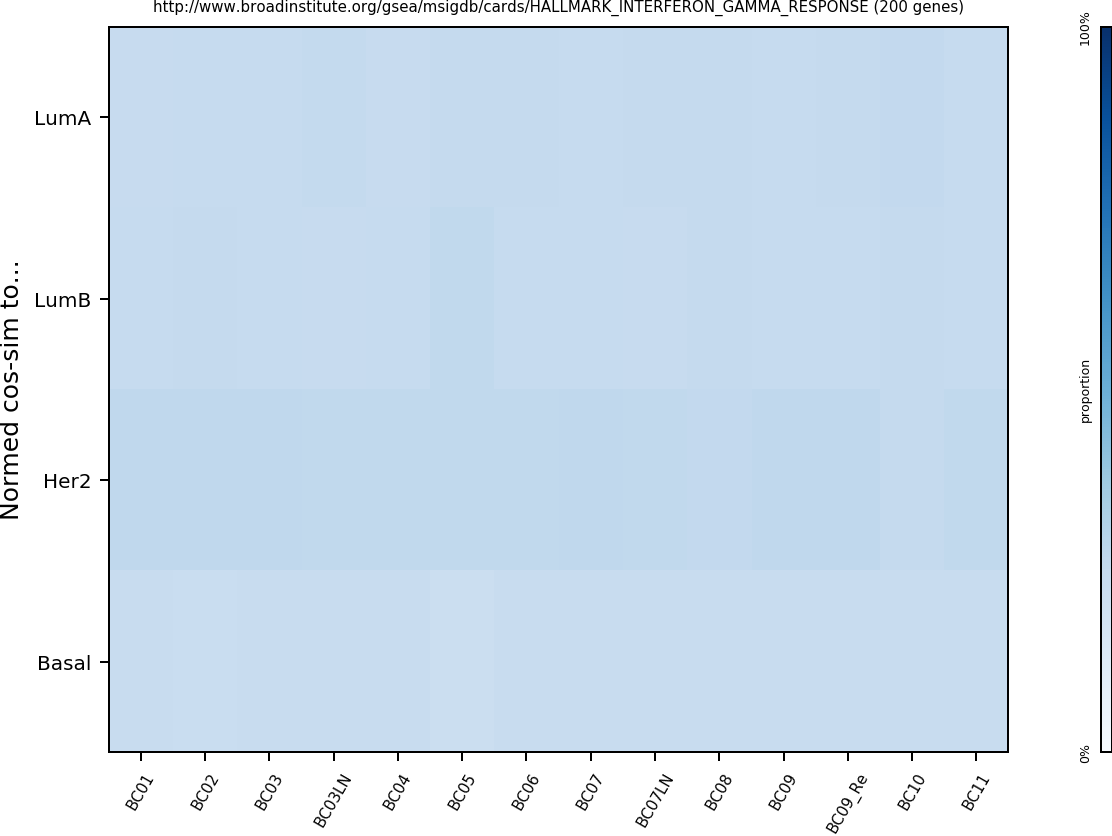 http://www.broadinstitute.org/gsea/msigdb/cards/HALLMARK_INTERFERON_GAMMA_RESPONSE (200 genes)
Normed cos-sim to...
LumA
LumB
Her2
Basal
BC01
BC02
BC03
BC03LN
BC04
BC05
BC06
BC07
BC07LN
BC08
BC09
BC09_Re
BC10
BC11
100%
proportion
0%